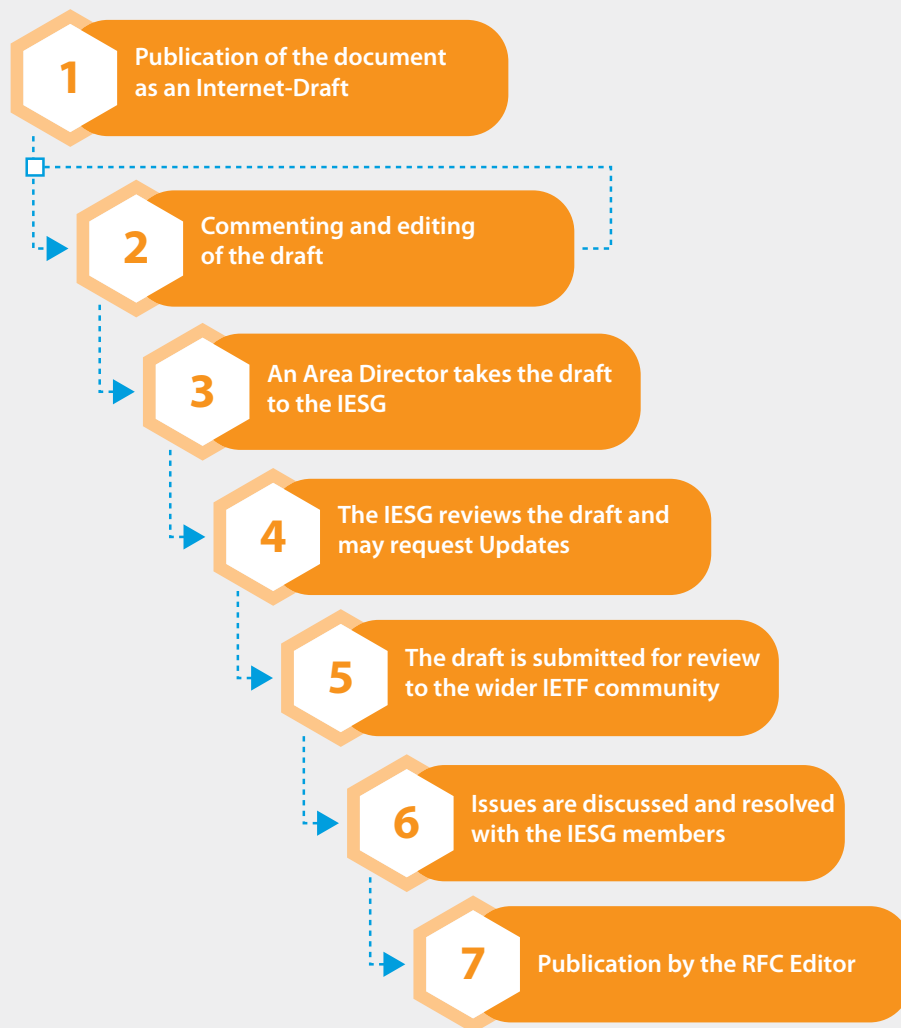 1
Publication of the document
as an Internet-Draft
2
Commenting and editing
of the draft
3
An Area Director takes the draft
to the IESG
4
The IESG reviews the draft and
may request Updates
5
The draft is submitted for review
to the wider IETF community
6
Issues are discussed and resolved
with the IESG members
7
Publication by the RFC Editor